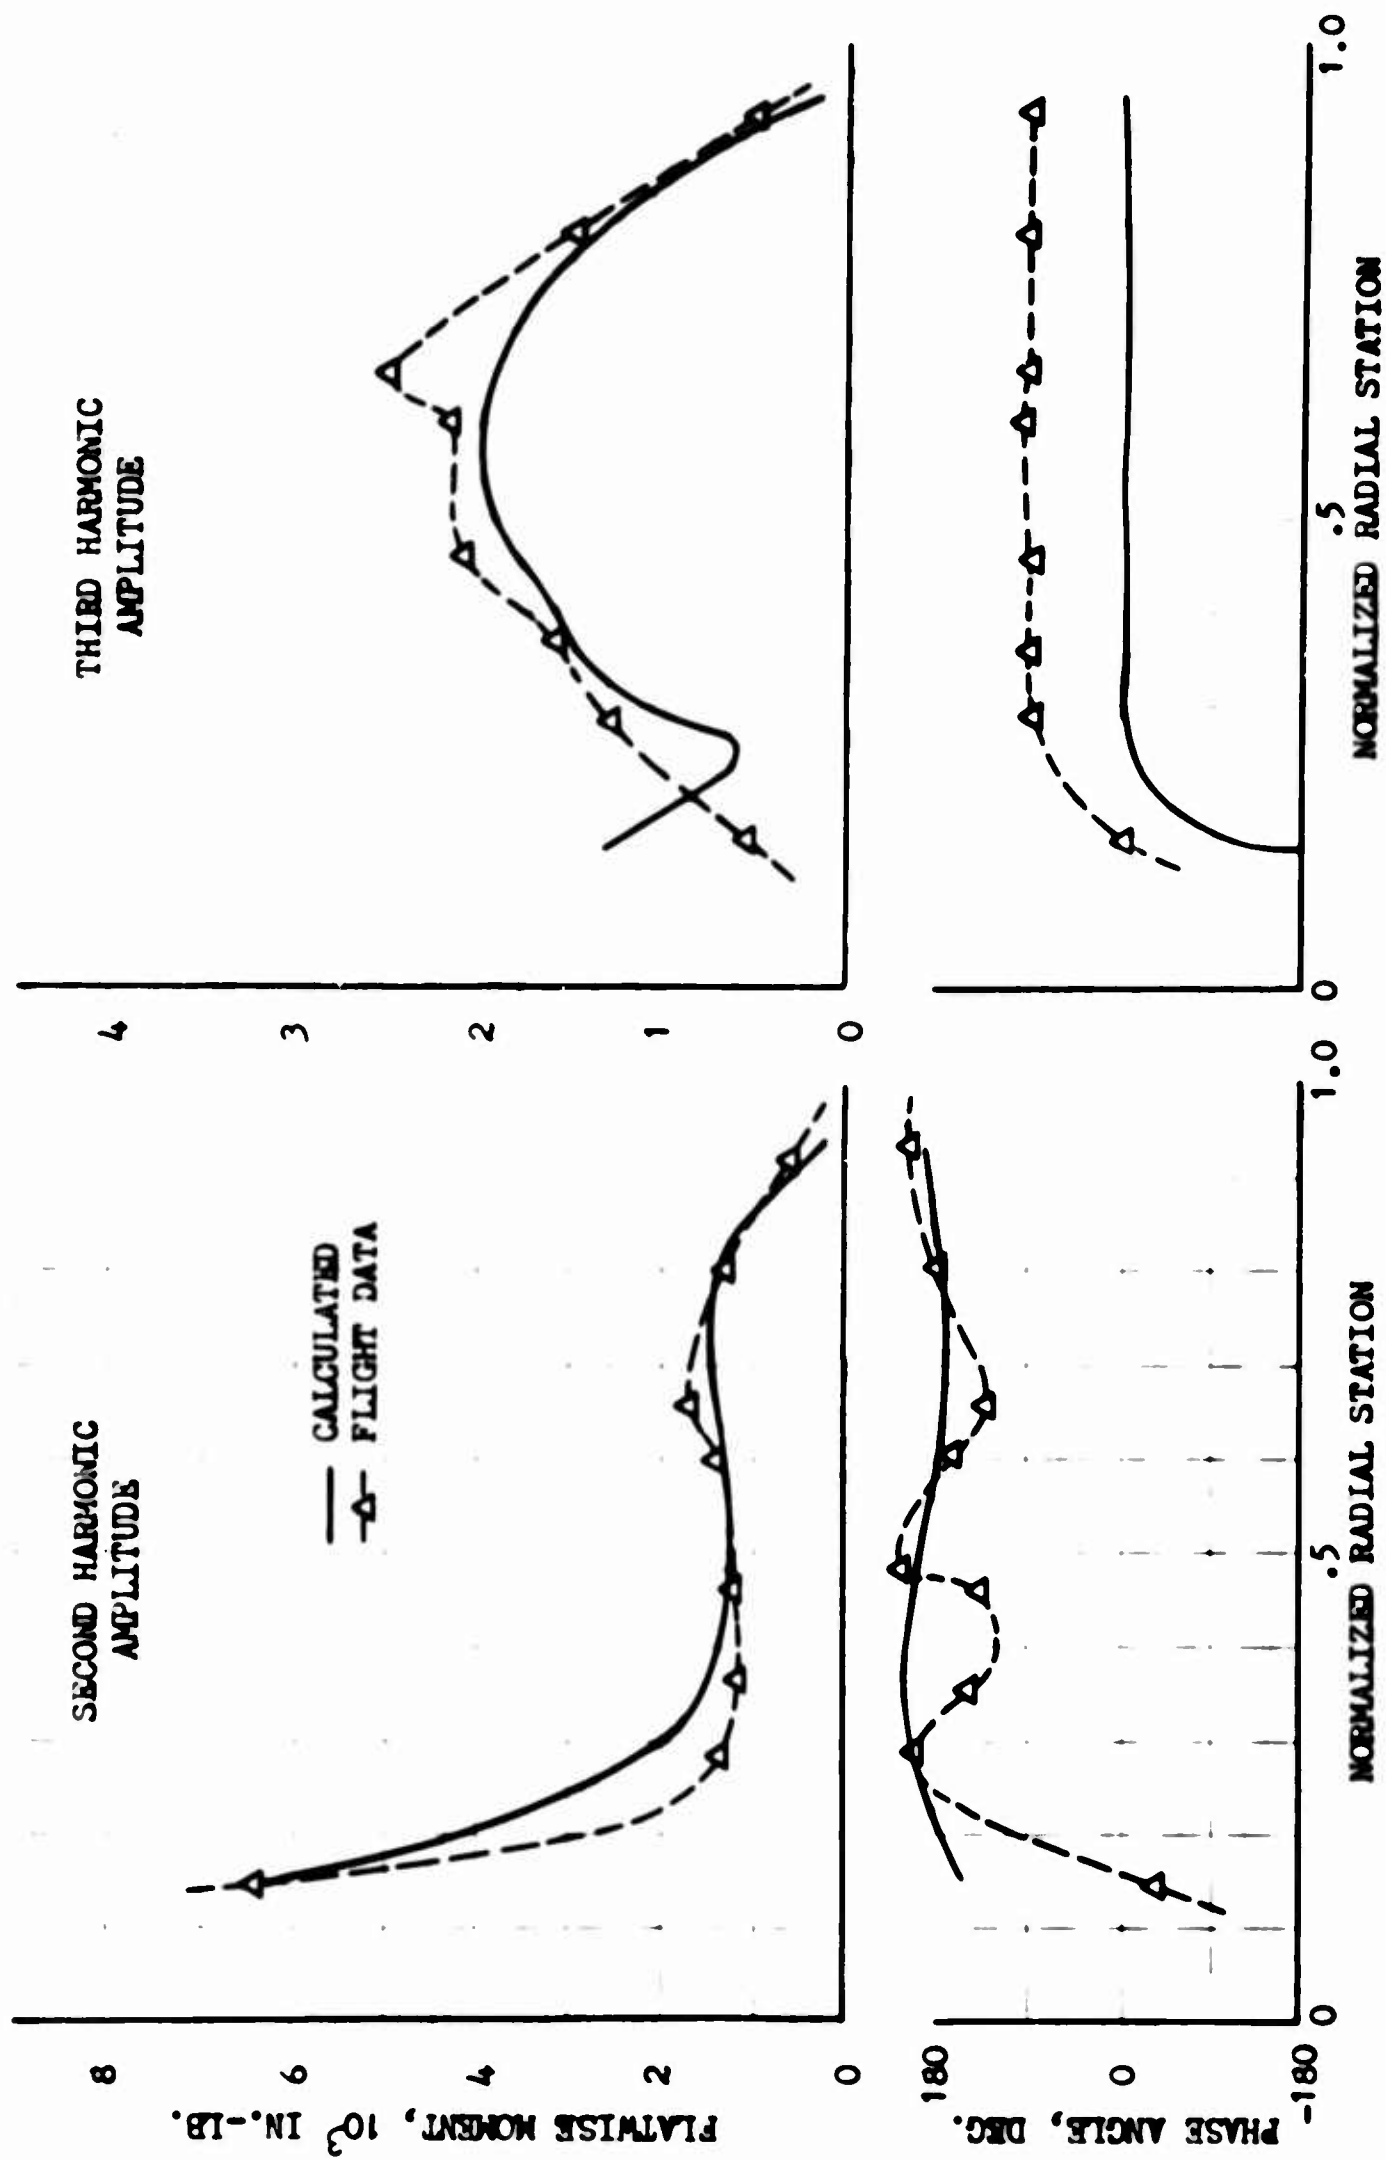 SECOND HARMONIC
AMPLITUDE
THIRD HARMONIC
AMPLITUDE
CALCULATED
FLIGHT DATA
FLATWISE MOMENT, 10³ IN.-LB.
8
6
4
2
0
4
3
2
1
0
PHASE ANGLE, DEG.
180
0
-180
0
.5
1.0
0
.5
1.0
NORMALIZED RADIAL STATION
NORMALIZED RADIAL STATION